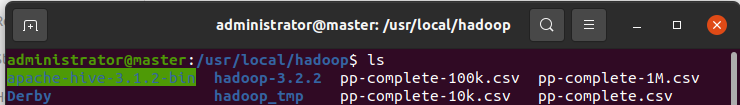 administrator@master: /usr/local/hadoop
administrator@master:/usr/local/hadoop$ ls
apache-hive-3.1.2-bin hadoop-3.2.2 pp-complete-100k.csv pp-complete-1M.csv
Derby hadoop_tmp pp-complete-10k.csv pp-complete.csv